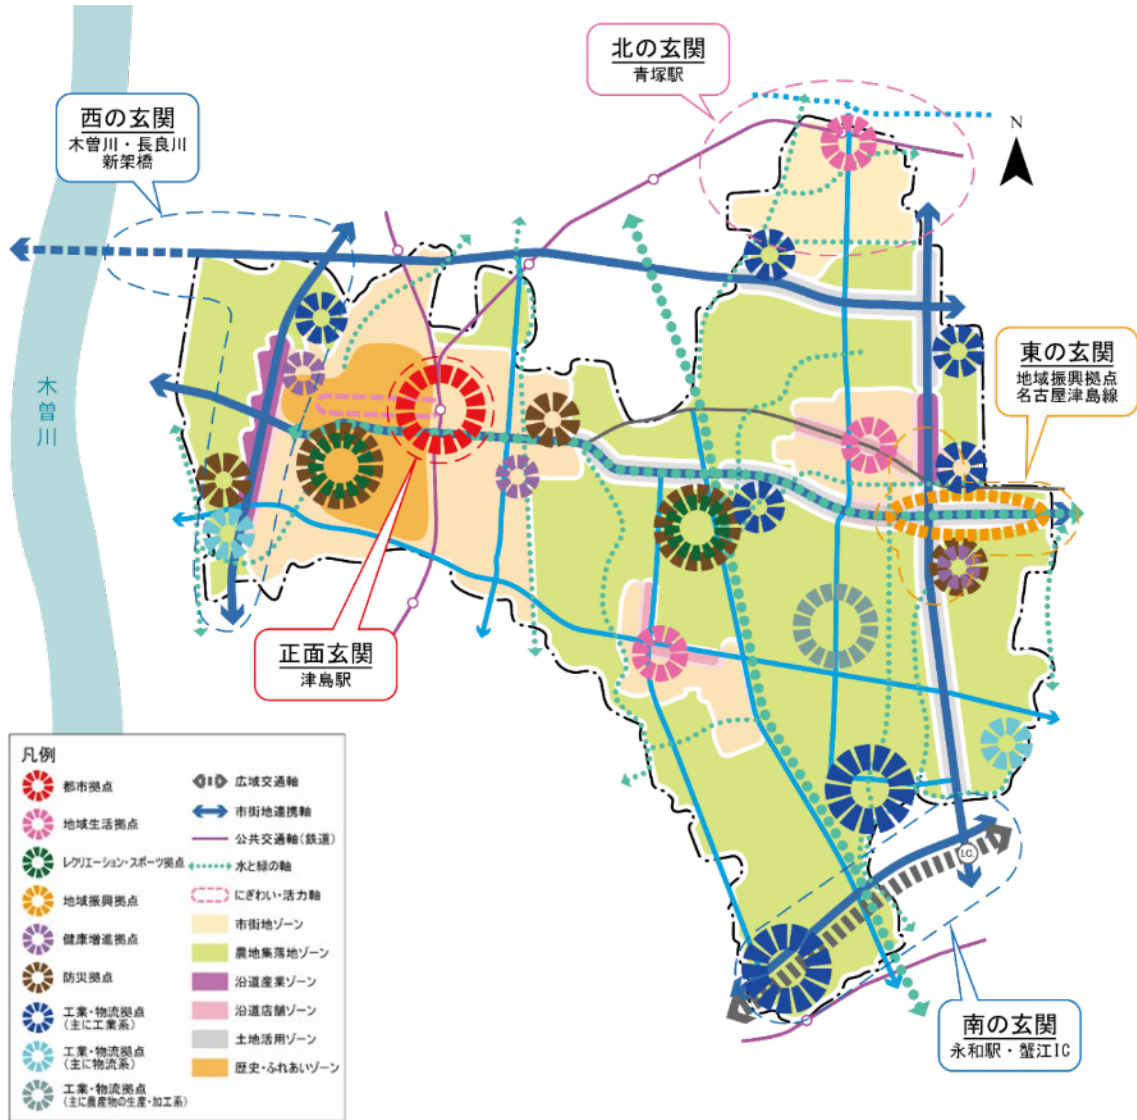 北の玄関
青塚駅
西の玄関
木曽川・長良川
新架橋
N
東の玄関
地域振興拠点
名古屋津島線
木曽川
正面玄関
津島駅
I.C.
南の玄関
永和駅・蟹江IC
凡例
都市拠点
地域生活拠点
レクリエーション・スポーツ拠点
地域振興拠点
健康増進拠点
防災拠点
工業・物流拠点
(主に工業系)
工業・物流拠点
(主に物流系)
工業・物流拠点
(主に農産物の生産・加工系)
広域交通軸
市街地連携軸
公共交通軸(鉄道)
水と緑の軸
にぎわい・活力軸
市街地ゾーン
農地集落地ゾーン
沿道産業ゾーン
沿道店舗ゾーン
土地活用ゾーン
歴史・ふれあいゾーン